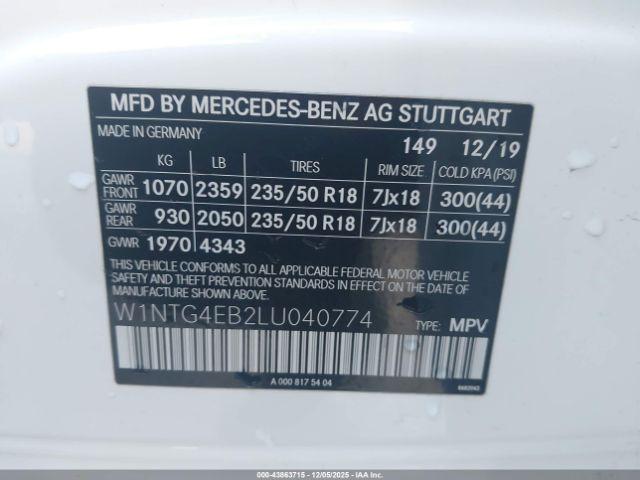 MFD BY MERCEDES-BENZ AG STUTTGART
MADE IN GERMANY 149 12/19
KG LB TIRES RIM SIZE COLD KPA (PSI)
GAWR FRONT 1070 2359 235/50 R18 7Jx18 300(44)
GAWR REAR 930 2050 235/50 R18 7Jx18 300(44)
GVWR 1970 4343
THIS VEHICLE CONFORMS TO ALL APPLICABLE FEDERAL MOTOR VEHICLE
SAFETY AND THEFT PREVENTION STANDARDS IN EFFECT ON THE DATE OF
MANUFACTURE SHOWN ABOVE.
W1NTG4EB2LU040774 TYPE: MPV
A 000 817 54 04
000-43863715 - 12/05/2025 - IAAI.COM